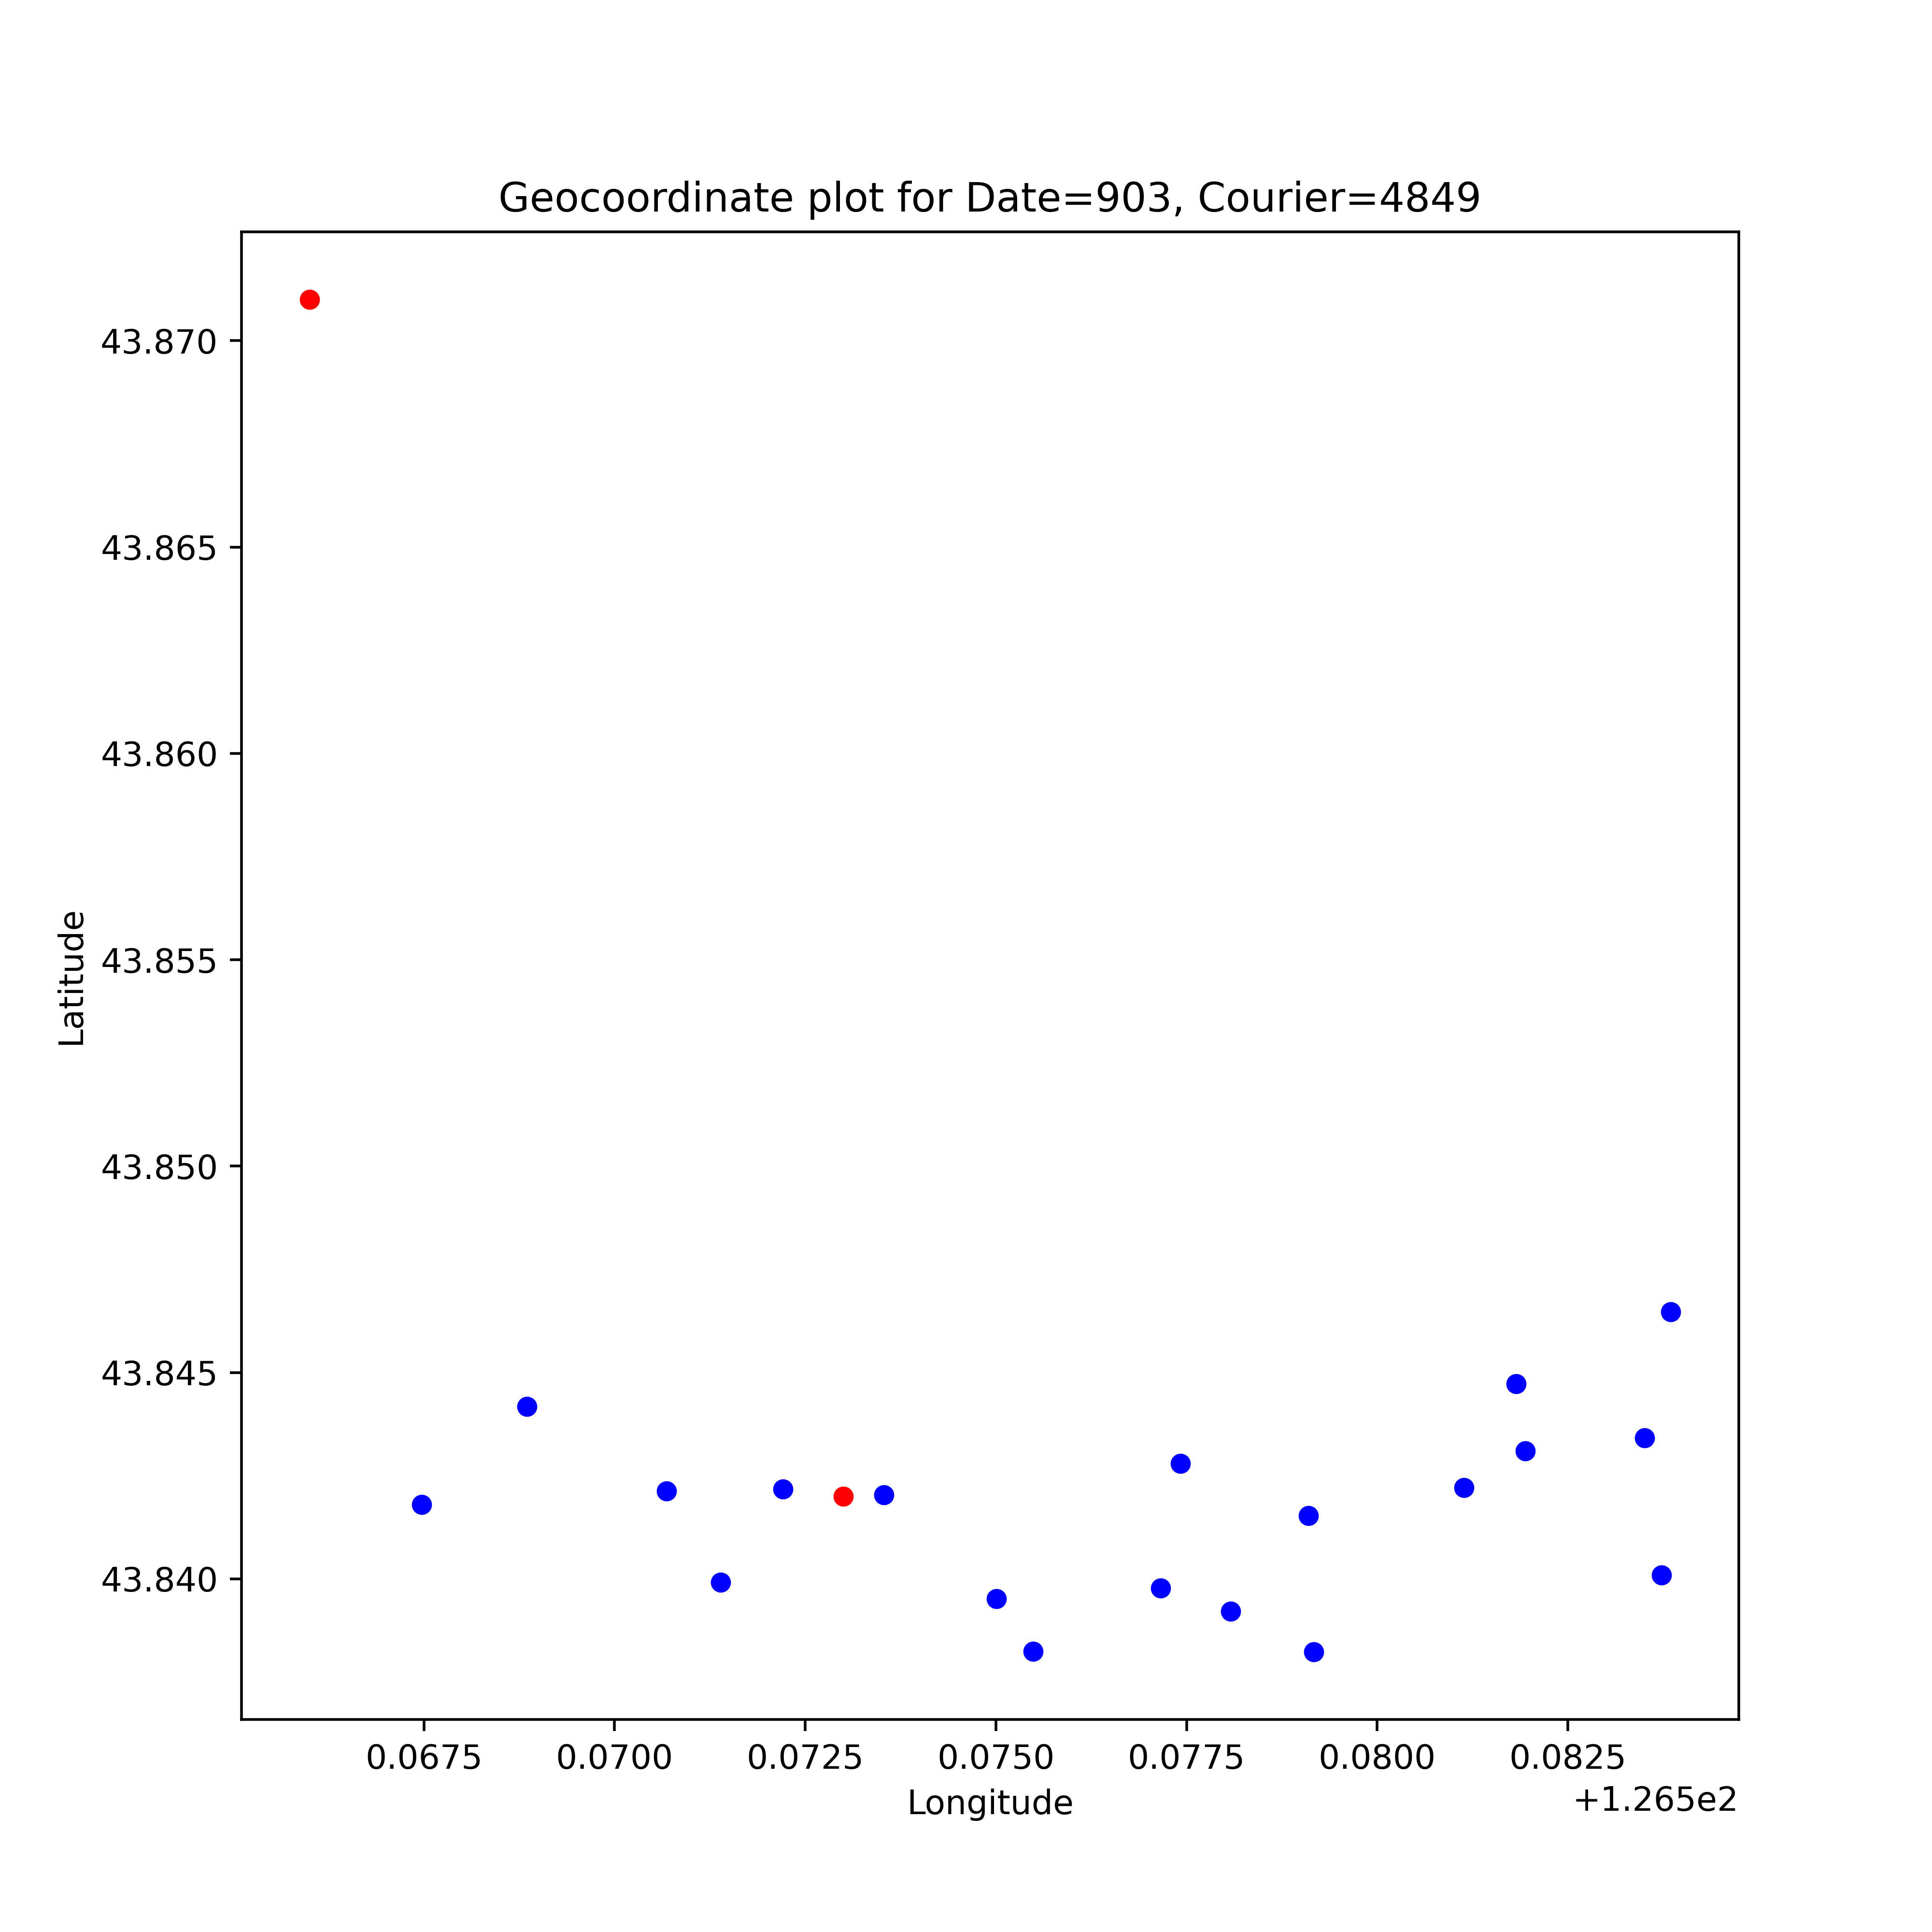 Geocoordinate plot for Date=903, Courier=4849
43.870
43.865
43.860
43.855
43.850
43.845
43.840
Latitude
0.0675 0.0700 0.0725 0.0750 0.0775 0.0800 0.0825
Longitude
+1.265e2